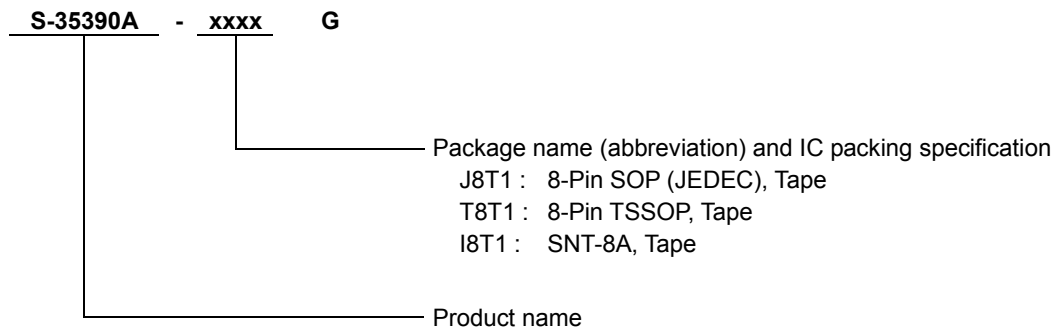 S-35390A - xxxx G
Package name (abbreviation) and IC packing specification
J8T1 : 8-Pin SOP (JEDEC), Tape
T8T1 : 8-Pin TSSOP, Tape
I8T1 : SNT-8A, Tape
Product name